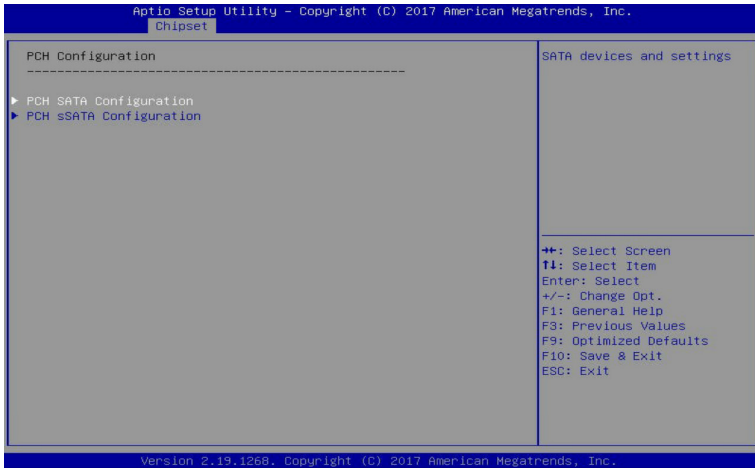 Aptio Setup Utility – Copyright (C) 2017 American Megatrends, Inc.
Chipset
PCH Configuration
--------------------------------------------------
▶ PCH SATA Configuration
▶ PCH sSATA Configuration
SATA devices and settings
→←: Select Screen
↑↓: Select Item
Enter: Select
+/-: Change Opt.
F1: General Help
F3: Previous Values
F9: Optimized Defaults
F10: Save & Exit
ESC: Exit
Version 2.19.1268. Copyright (C) 2017 American Megatrends, Inc.